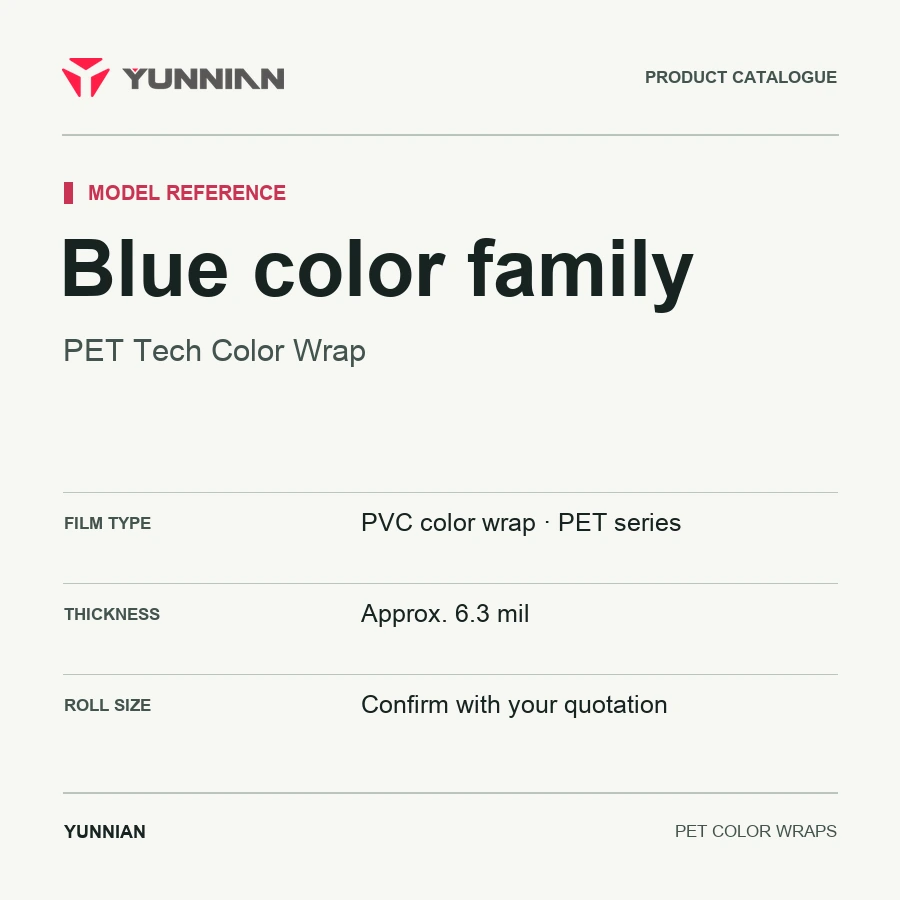 YUNNIAN
PRODUCT CATALOGUE
MODEL REFERENCE
Blue color family
PET Tech Color Wrap
FILM TYPE
PVC color wrap · PET series
THICKNESS
Approx. 6.3 mil
ROLL SIZE
Confirm with your quotation
YUNNIAN
PET COLOR WRAPS